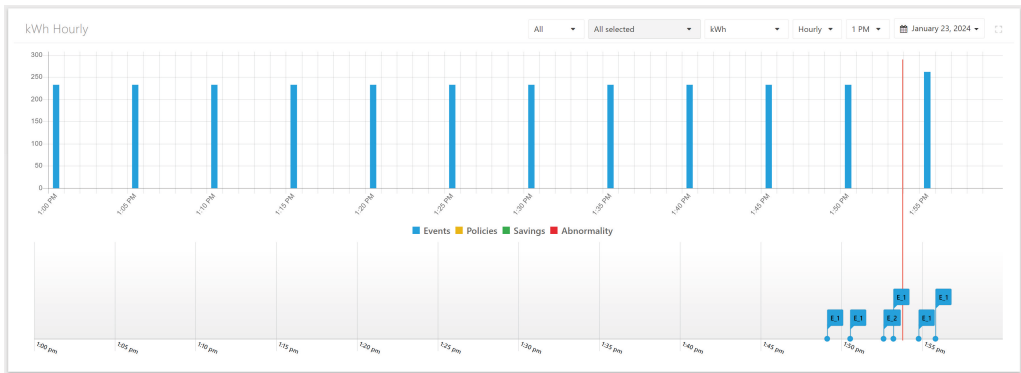 kWh Hourly All All selected kWh Hourly 1 PM January 23, 2024
300
250
200
150
100
50
0
1:00 PM 1:05 PM 1:10 PM 1:15 PM 1:20 PM 1:25 PM 1:30 PM 1:35 PM 1:40 PM 1:45 PM 1:50 PM 1:55 PM
Events Policies Savings Abnormality
E_1 E_1
E_1 E_1 E_2 E_1
1:00 pm 1:05 pm 1:10 pm 1:15 pm 1:20 pm 1:25 pm 1:30 pm 1:35 pm 1:40 pm 1:45 pm 1:50 pm 1:55 pm